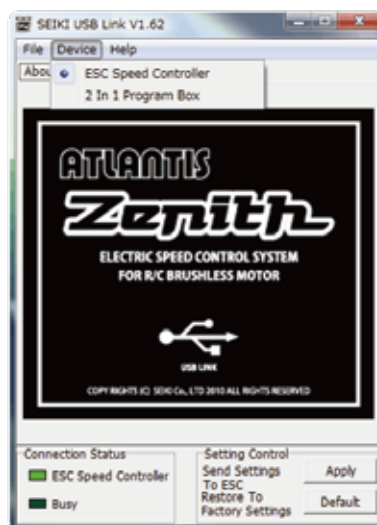 SEIKI USB Link V1.62
File Device Help
Abou
ESC Speed Controller
2 In 1 Program Box
ATLANTIS
Zenith
ELECTRIC SPEED CONTROL SYSTEM
FOR R/C BRUSHLESS MOTOR
USB LINK
COPY RIGHTS (C) SEIKI Co., LTD 2010 ALL RIGHTS RESERVED
Connection Status
ESC Speed Controller
Busy
Setting Control
Send Settings
To ESC
Apply
Restore To
Factory Settings
Default